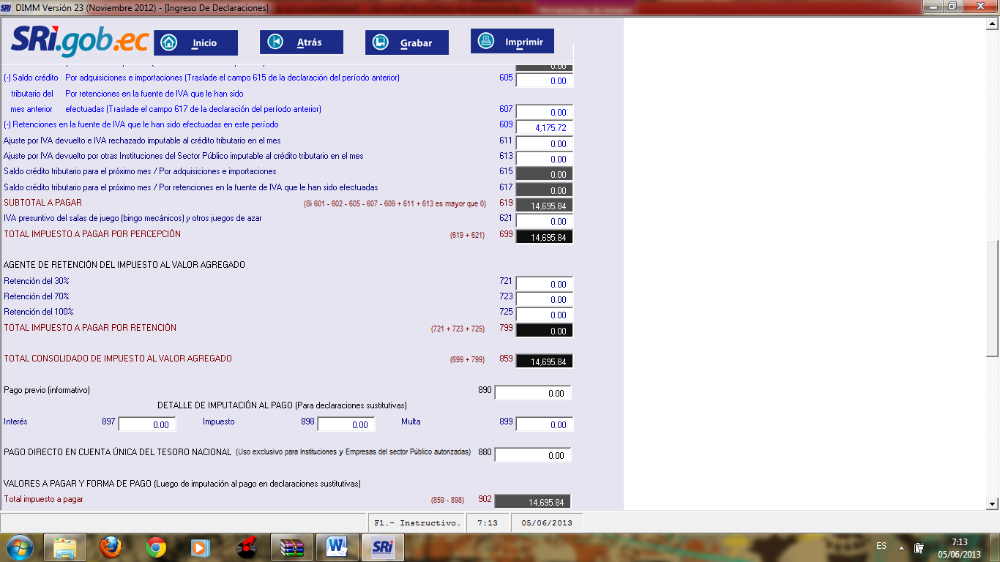 DIMM Versión 23 (Noviembre 2012) - [Ingreso De Declaraciones]
SRi.gob.ec Inicio Atrás Grabar Imprimir
0.00
(-) Saldo crédito Por adquisiciones e importaciones (Traslade el campo 615 de la declaración del período anterior) 605 0.00
tributario del Por retenciones en la fuente de IVA que le han sido
mes anterior efectuadas (Traslade el campo 617 de la declaración del período anterior) 607 0.00
(-) Retenciones en la fuente de IVA que le han sido efectuadas en este período 609 4,175.72
Ajuste por IVA devuelto e IVA rechazado imputable al crédito tributario en el mes 611 0.00
Ajuste por IVA devuelto por otras Instituciones del Sector Público imputable al crédito tributario en el mes 613 0.00
Saldo crédito tributario para el próximo mes / Por adquisiciones e importaciones 615 0.00
Saldo crédito tributario para el próximo mes / Por retenciones en la fuente de IVA que le han sido efectuadas 617 0.00
SUBTOTAL A PAGAR (Si 601 - 602 - 605 - 607 - 609 + 611 + 613 es mayor que 0) 619 14,695.84
IVA presuntivo del salas de juego (bingo mecánicos) y otros juegos de azar 621 0.00
TOTAL IMPUESTO A PAGAR POR PERCEPCIÓN (619 + 621) 699 14,695.84
AGENTE DE RETENCIÓN DEL IMPUESTO AL VALOR AGREGADO
Retención del 30% 721 0.00
Retención del 70% 723 0.00
Retención del 100% 725 0.00
TOTAL IMPUESTO A PAGAR POR RETENCIÓN (721 + 723 + 725) 799 0.00
TOTAL CONSOLIDADO DE IMPUESTO AL VALOR AGREGADO (699 + 799) 859 14,695.84
Pago previo (informativo) 890 0.00
DETALLE DE IMPUTACIÓN AL PAGO (Para declaraciones sustitutivas)
Interés 897 0.00 Impuesto 898 0.00 Multa 899 0.00
PAGO DIRECTO EN CUENTA ÚNICA DEL TESORO NACIONAL (Uso exclusivo para Instituciones y Empresas del sector Público autorizadas) 880 0.00
VALORES A PAGAR Y FORMA DE PAGO (Luego de imputación al pago en declaraciones sustitutivas)
Total impuesto a pagar (859 - 898) 902 14,695.84
F1.- Instructivo. 7:13 05/06/2013
SRi ES 7:13
05/06/2013